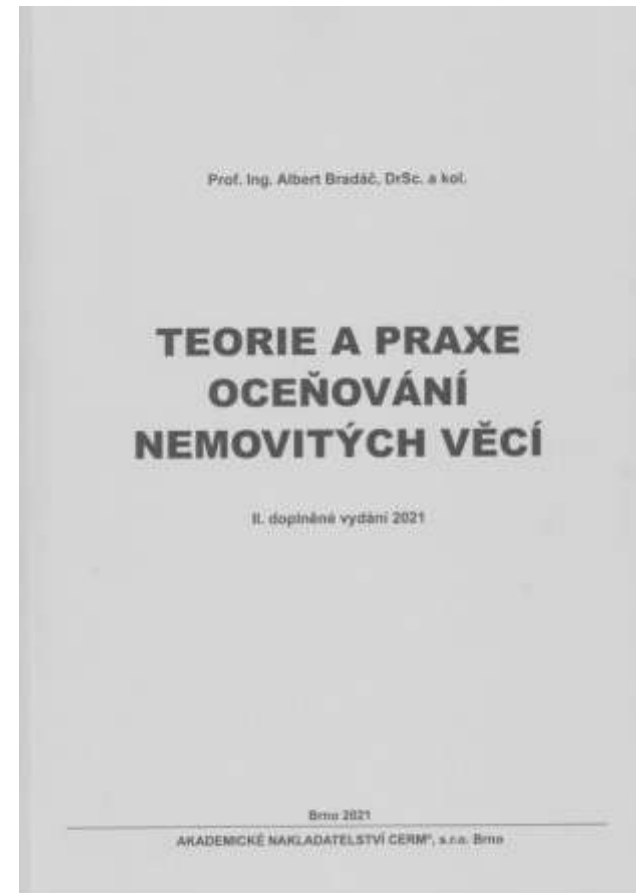 Prof. Ing. Albert Bradáč, DrSc. a kol.
TEORIE A PRAXE
OCEŇOVÁNÍ
NEMOVITÝCH VĚCÍ
II. doplněné vydání 2021
Brno 2021
AKADEMICKÉ NAKLADATELSTVÍ CERM®, s.r.o. Brno